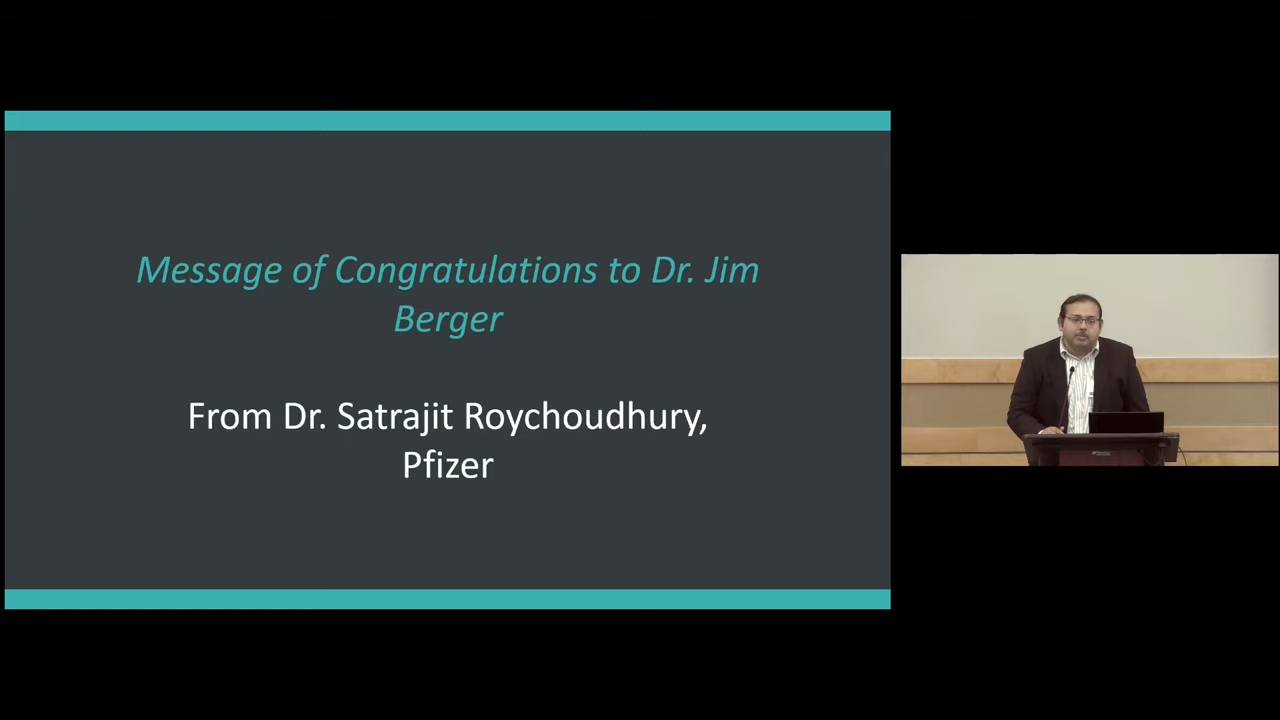 Message of Congratulations to Dr. Jim
Berger
From Dr. Satrajit Roychoudhury,
Pfizer